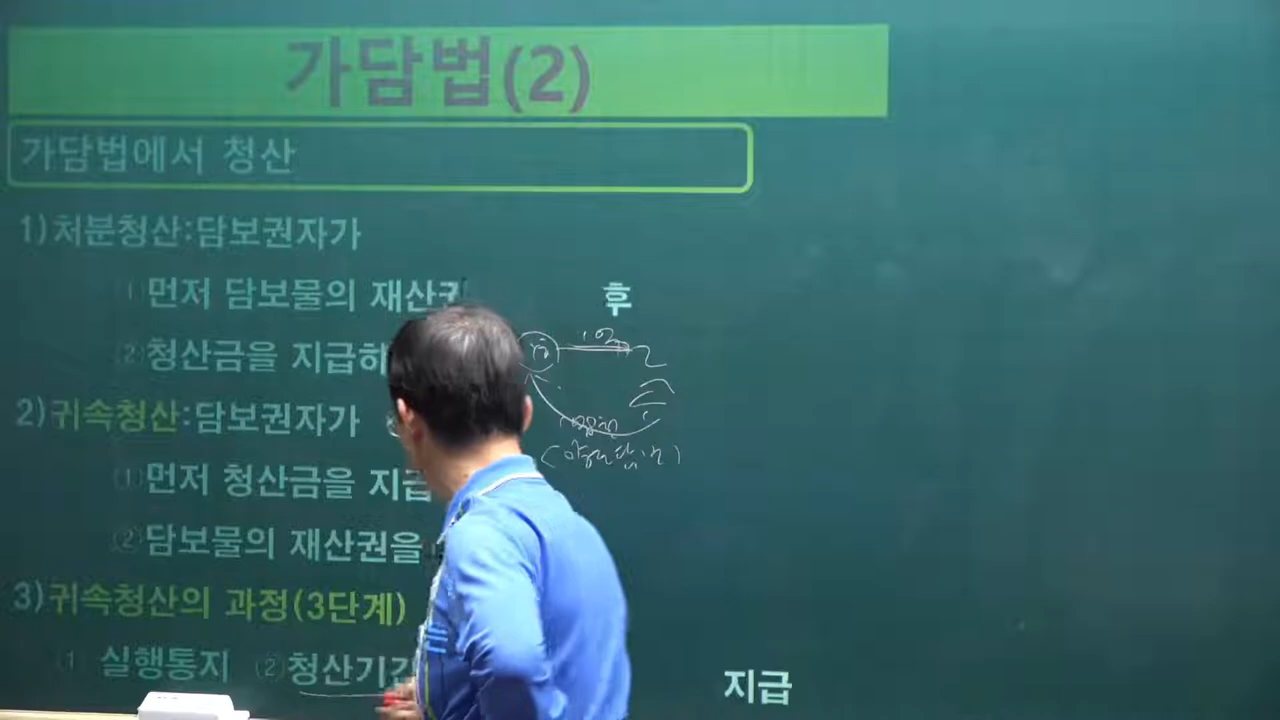 가담법(2)
가담법에서 청산
1)처분청산:담보권자가
(1)먼저 담보물의 재산권 후
(2)청산금을 지급해
2)귀속청산:담보권자가
(1)먼저 청산금을 지급
(2)담보물의 재산권을
3)귀속청산의 과정(3단계)
는
(1) 실행통지 (2)청산기간 지급